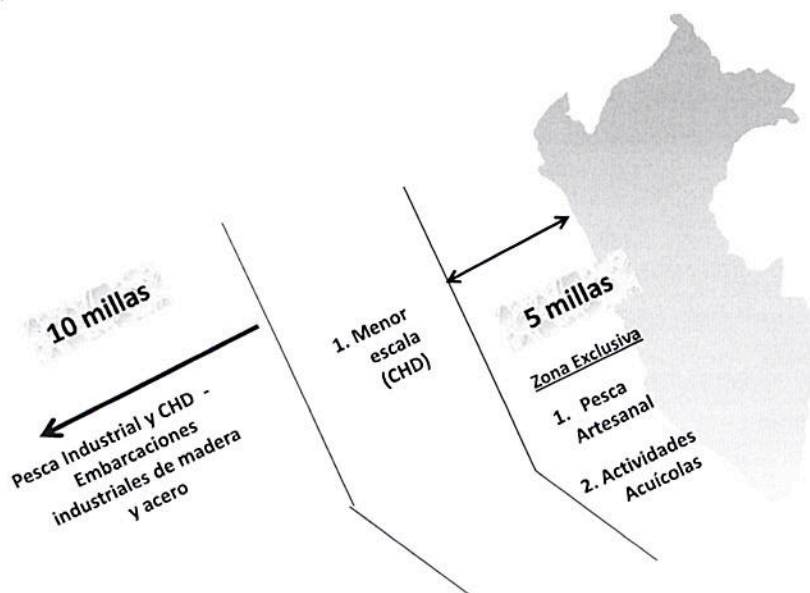 10 millas
Pesca Industrial y CHD -
Embarcaciones
industriales de madera
y acero
1. Menor
escala
(CHD)
5 millas
Zona Exclusiva
1. Pesca
Artesanal
2. Actividades
Acuícolas